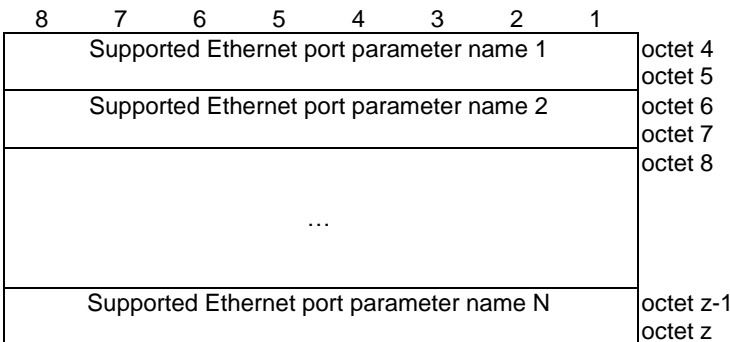 8 7 6 5 4 3 2 1
Supported Ethernet port parameter name 1 octet 4
octet 5
Supported Ethernet port parameter name 2 octet 6
octet 7
octet 8
…
Supported Ethernet port parameter name N octet z-1
octet z